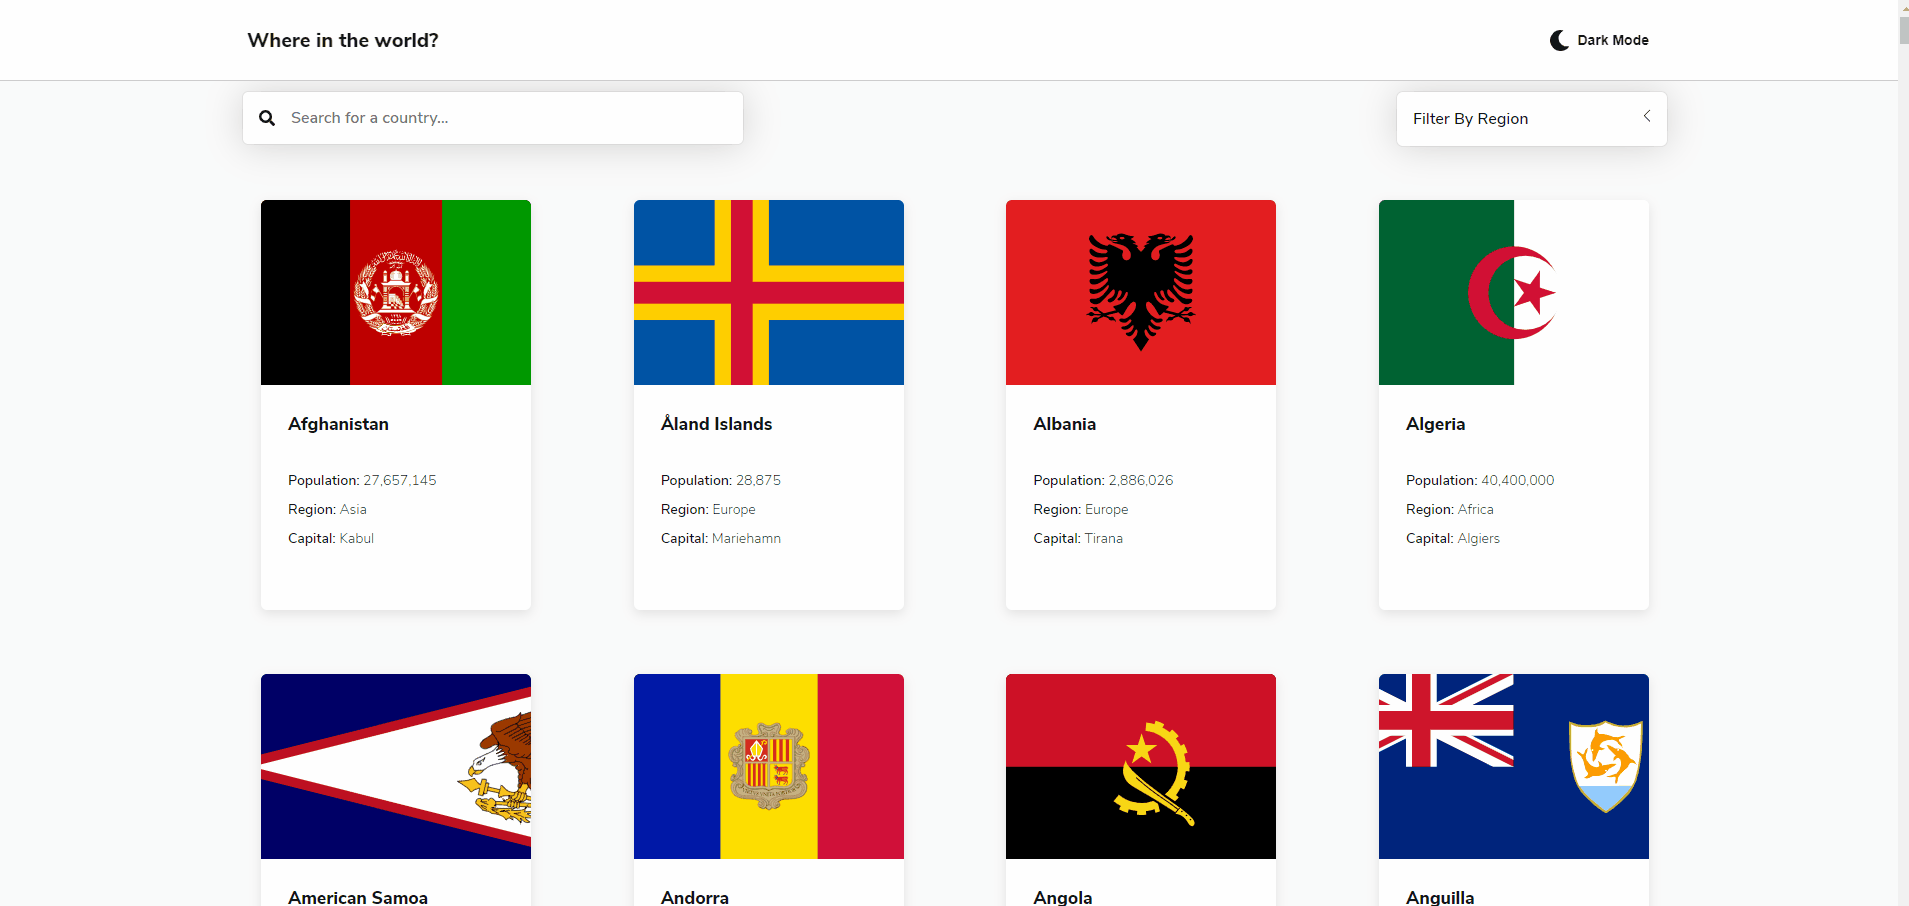 Where in the world?
Dark Mode
Search for a country...
Filter By Region
Afghanistan
Population: 27,657,145
Region: Asia
Capital: Kabul
Åland Islands
Population: 28,875
Region: Europe
Capital: Mariehamn
Albania
Population: 2,886,026
Region: Europe
Capital: Tirana
Algeria
Population: 40,400,000
Region: Africa
Capital: Algiers
American Samoa
Andorra
Angola
Anguilla